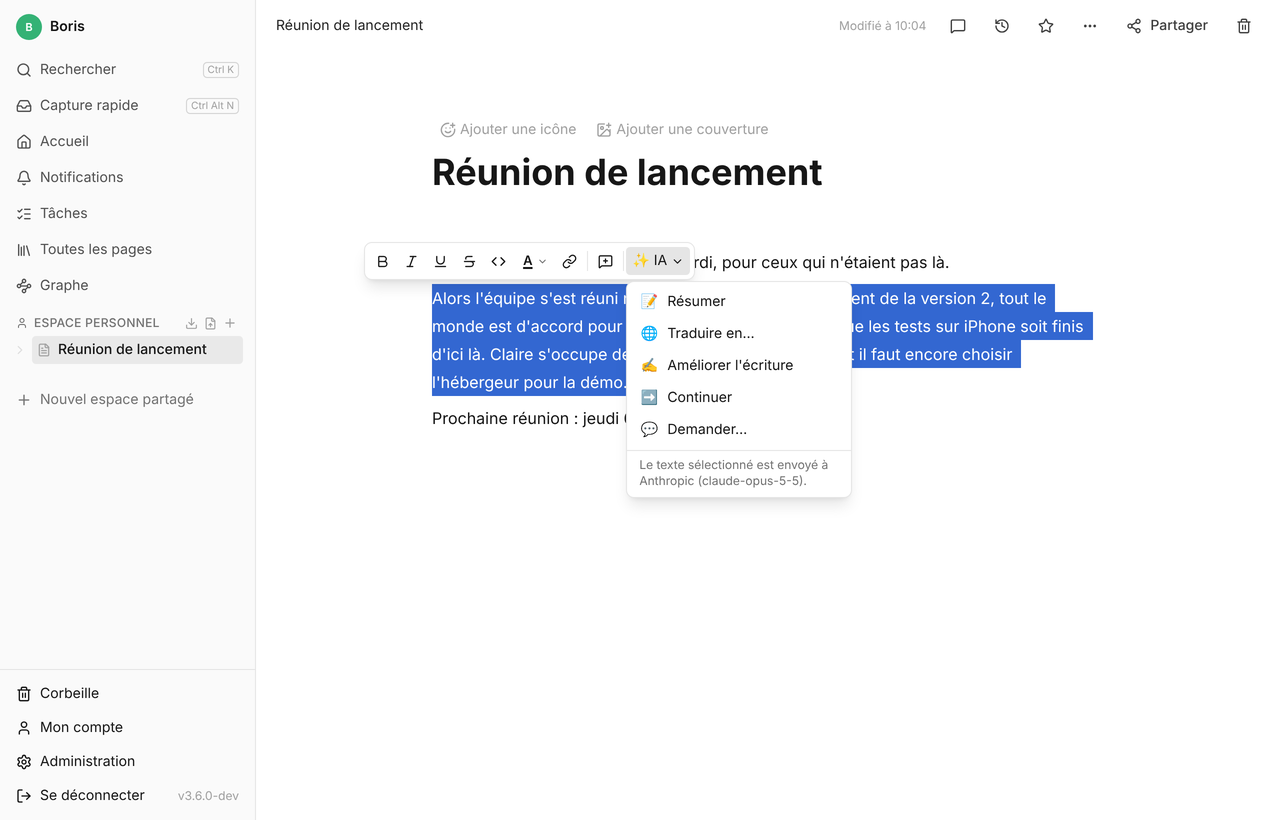 B Boris
Rechercher Ctrl K
Capture rapide Ctrl Alt N
Accueil
Notifications
Tâches
Toutes les pages
Graphe
ESPACE PERSONNEL
Réunion de lancement
Nouvel espace partagé
Corbeille
Mon compte
Administration
Se déconnecter v3.6.0-dev
Réunion de lancement Modifié à 10:04 Partager
Ajouter une icône Ajouter une couverture
Réunion de lancement
B I U S A ✨ IA
pour ceux qui n'étaient pas là.
Alors l'équipe s'est réuni de la version 2, tout le
monde est d'accord pour les tests sur iPhone soit finis
d'ici là. Claire s'occupe il faut encore choisir
l'hébergeur pour la démo.
Prochaine réunion : jeudi
📝 Résumer
🌐 Traduire en...
✍️ Améliorer l'écriture
➡️ Continuer
💬 Demander...
Le texte sélectionné est envoyé à
Anthropic (claude-opus-5-5).